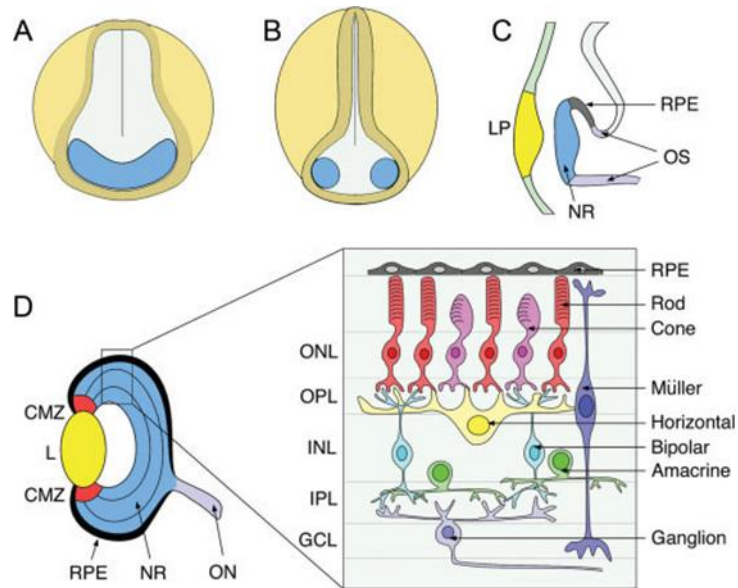 A
B
C
RPE
LP
OS
NR
D
CMZ
L
CMZ
RPE
NR
ON
ONL
OPL
INL
IPL
GCL
RPE
Rod
Cone
Müller
Horizontal
Bipolar
Amacrine
Ganglion